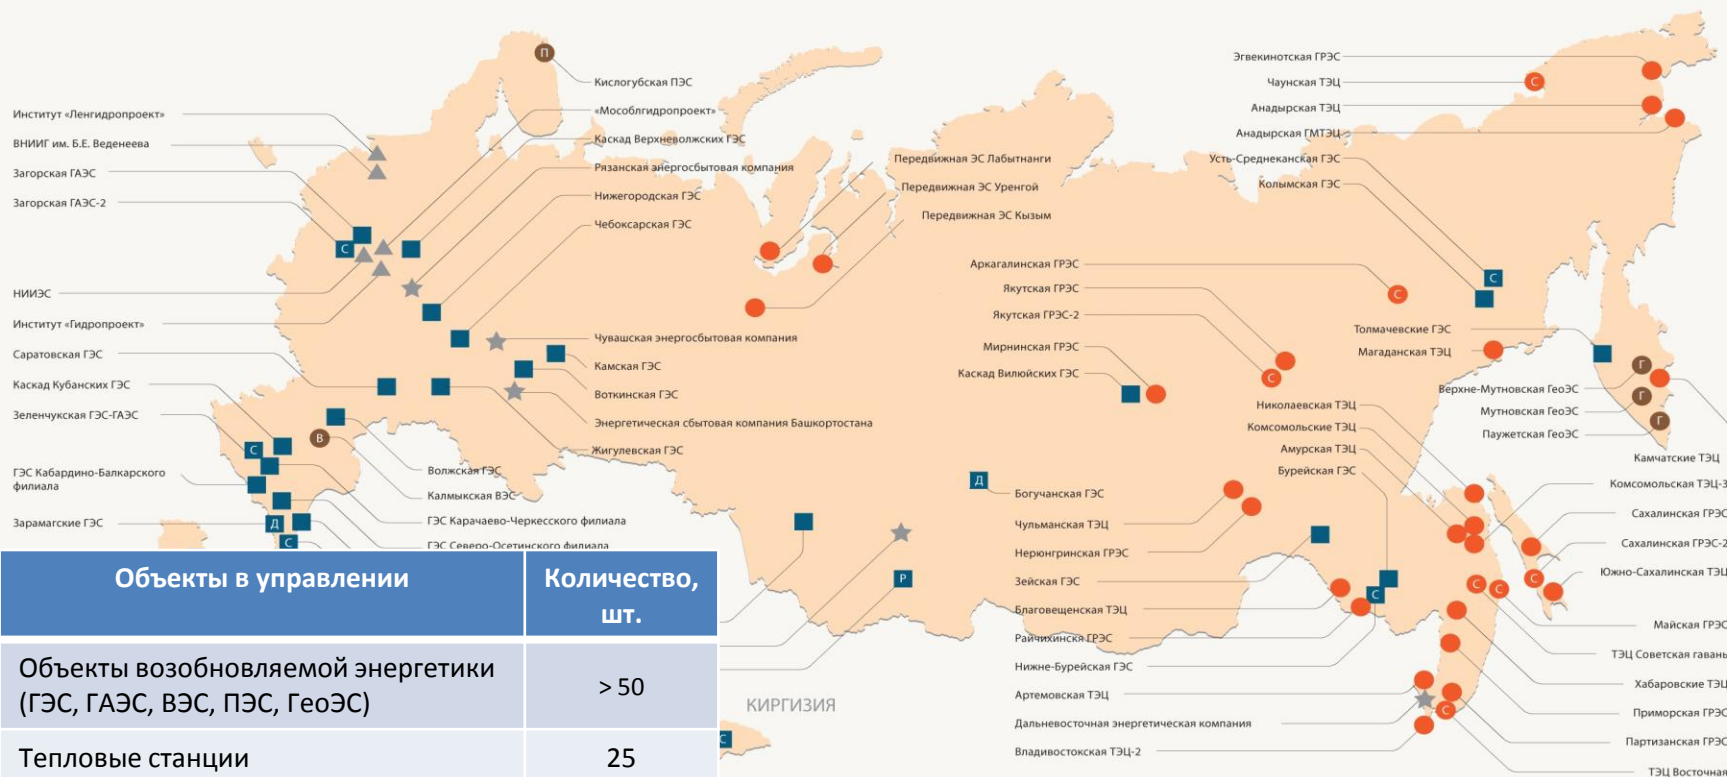 П
Кислогубская ПЭС
«Мособлгидропроект»
Каскад Верхневолжских ГЭС
Рязанская энергосбытовая компания
Нижегородская ГЭС
Чебоксарская ГЭС
Институт «Ленгидропроект»
ВНИИГ им. Б.Е. Веденеева
Загорская ГАЭС
Загорская ГАЭС-2
С
НИИЭС
Институт «Гидропроект»
Саратовская ГЭС
Каскад Кубанских ГЭС
Зеленчукская ГЭС-ГАЭС
ГЭС Кабардино-Балкарского
филиала
Зарамагские ГЭС
С
В
Д
С
Чувашская энергосбытовая компания
Камская ГЭС
Воткинская ГЭС
Энергетическая сбытовая компания Башкортостана
Жигулевская ГЭС
Волжская ГЭС
Калмыкская ВЭС
ГЭС Карачаево-Черкесского филиала
ГЭС Северо-Осетинского филиала
Передвижная ЭС Лабытнанги
Передвижная ЭС Уренгой
Передвижная ЭС Кызым
Эгвекинотская ГРЭС
Чаунская ТЭЦ
С
Анадырская ТЭЦ
Анадырская ГМТЭЦ
Усть-Среднеканская ГЭС
Колымская ГЭС
С
Аркагалинская ГРЭС
С
Якутская ГРЭС
Якутская ГРЭС-2
С
Мирнинская ГРЭС
Каскад Вилюйских ГЭС
Толмачевские ГЭС
Магаданская ТЭЦ
Верхне-Мутновская ГеоЭС
Мутновская ГеоЭС
Паужетская ГеоЭС
Г
Г
Г
Камчатские ТЭЦ
Николаевская ТЭЦ
Комсомольские ТЭЦ
Амурская ТЭЦ
Бурейская ГЭС
Комсомольская ТЭЦ-3
Сахалинская ГРЭС
Сахалинская ГРЭС-2
Южно-Сахалинская ТЭЦ
Д
Богучанская ГЭС
Чульманская ТЭЦ
Нерюнгринская ГРЭС
Зейская ГЭС
Благовещенская ТЭЦ
Райчихинскя ГРЭС
Нижне-Бурейская ГЭС
Артемовская ТЭЦ
Дальневосточная энергетическая компания
Владивостокская ТЭЦ-2
Р
С
С
С
С
С
Майская ГРЭС
ТЭЦ Советская гавань
Хабаровские ТЭЦ
Приморская ГРЭС
Партизанская ГРЭС
ТЭЦ Восточная
КИРГИЗИЯ
С
Объекты в управлении
Количество,
шт.
Объекты возобновляемой энергетики
(ГЭС, ГАЭС, ВЭС, ПЭС, ГеоЭС)
> 50
Тепловые станции
25